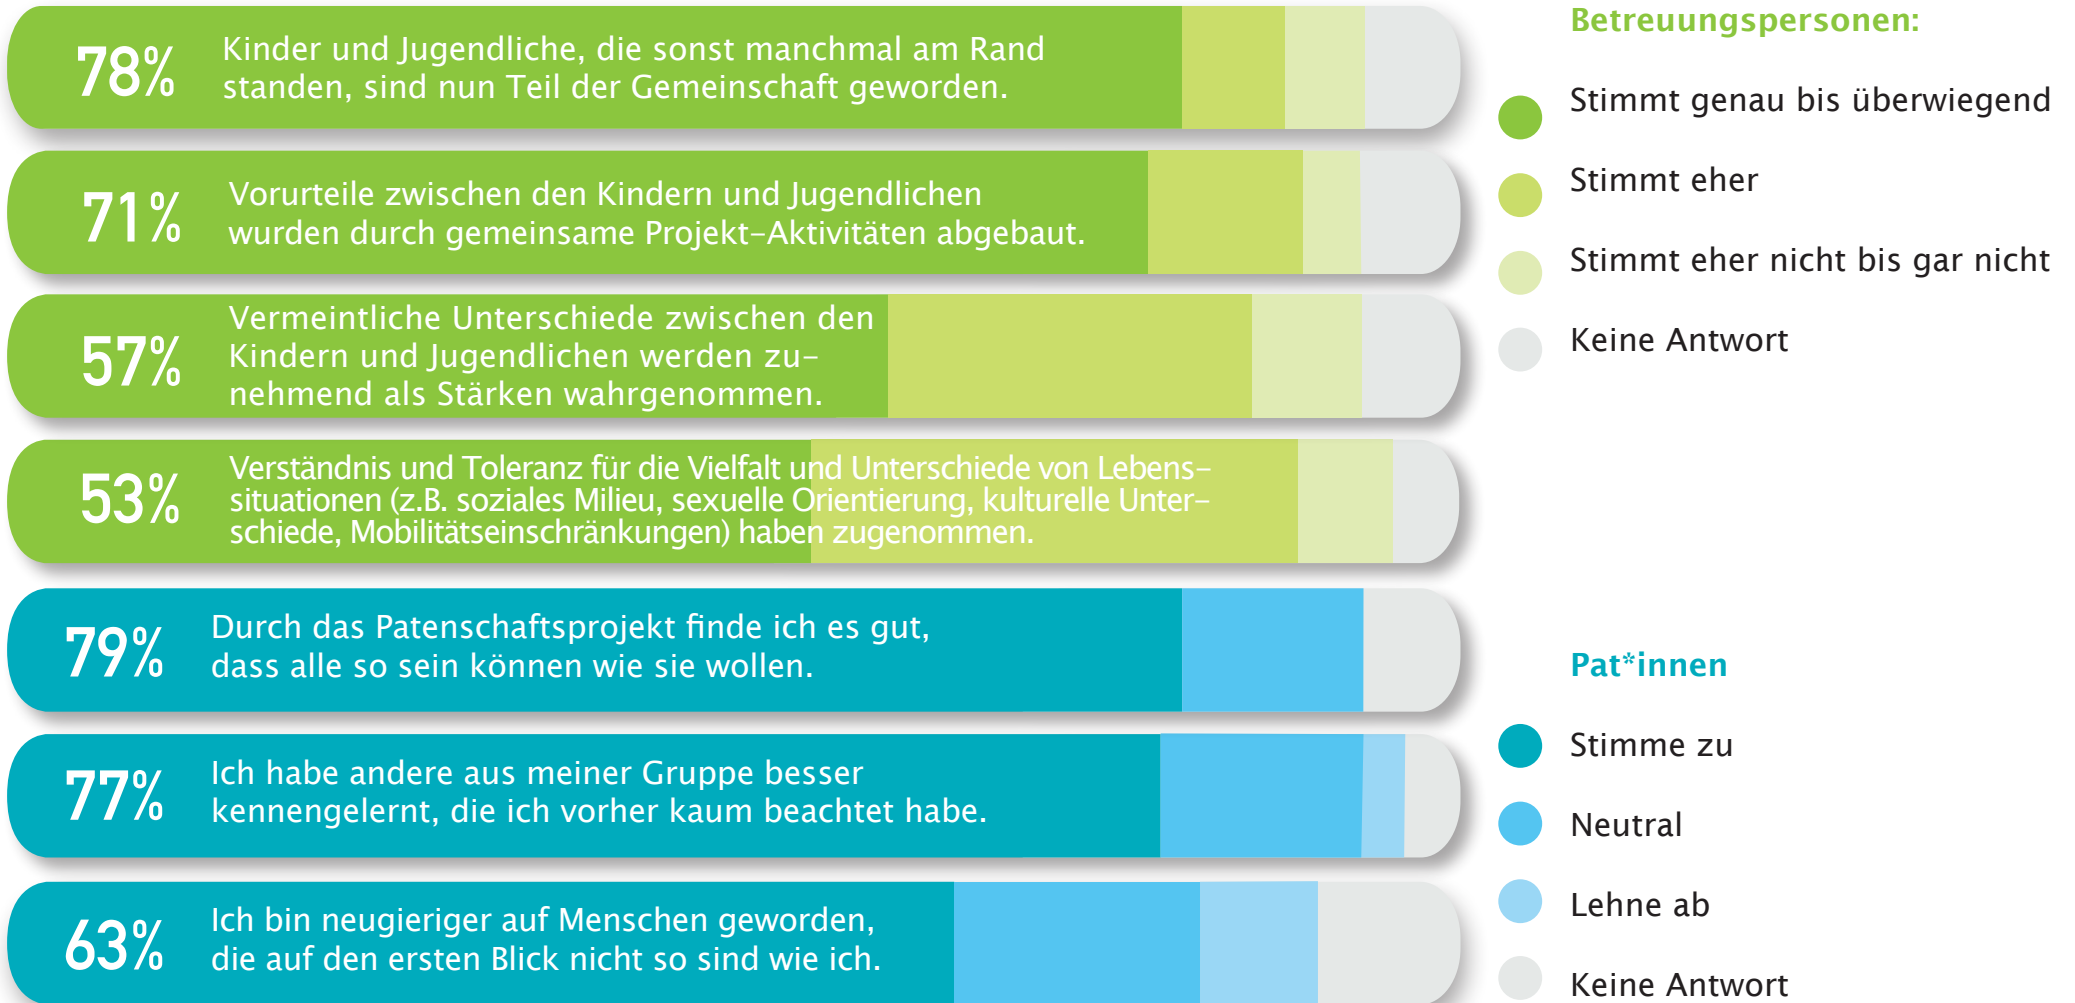 78%
Kinder und Jugendliche, die sonst manchmal am Rand
standen, sind nun Teil der Gemeinschaft geworden.
71%
Vorurteile zwischen den Kindern und Jugendlichen
wurden durch gemeinsame Projekt-Aktivitäten abgebaut.
57%
Vermeintliche Unterschiede zwischen den
Kindern und Jugendlichen werden zu-
nehmend als Stärken wahrgenommen.
53%
Verständnis und Toleranz für die Vielfalt und Unterschiede von Lebens-
situationen (z.B. soziales Milieu, sexuelle Orientierung, kulturelle Unter-
schiede, Mobilitätseinschränkungen) haben zugenommen.
79%
Durch das Patenschaftsprojekt finde ich es gut,
dass alle so sein können wie sie wollen.
77%
Ich habe andere aus meiner Gruppe besser
kennengelernt, die ich vorher kaum beachtet habe.
63%
Ich bin neugieriger auf Menschen geworden,
die auf den ersten Blick nicht so sind wie ich.
Betreuungspersonen:
Stimmt genau bis überwiegend
Stimmt eher
Stimmt eher nicht bis gar nicht
Keine Antwort
Pat*innen
Stimme zu
Neutral
Lehne ab
Keine Antwort